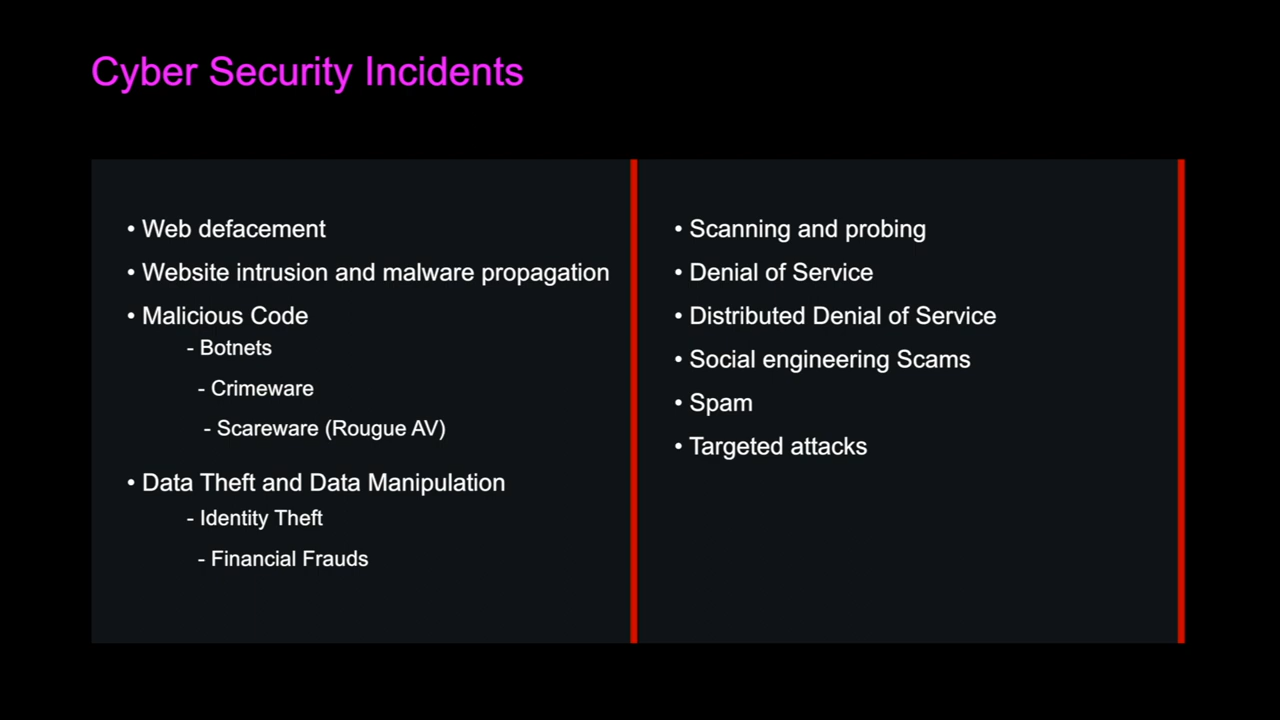 Cyber Security Incidents
• Web defacement
• Website intrusion and malware propagation
• Malicious Code
- Botnets
- Crimeware
- Scareware (Rougue AV)
• Data Theft and Data Manipulation
- Identity Theft
- Financial Frauds
• Scanning and probing
• Denial of Service
• Distributed Denial of Service
• Social engineering Scams
• Spam
• Targeted attacks